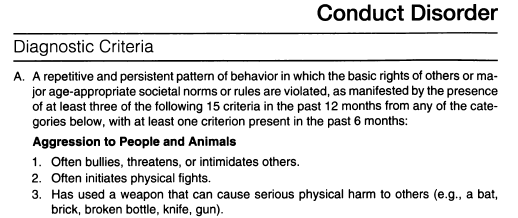 Conduct Disorder
Diagnostic Criteria
A. A repetitive and persistent pattern of behavior in which the basic rights of others or ma-
jor age-appropriate societal norms or rules are violated, as manifested by the presence
of at least three of the following 15 criteria in the past 12 months from any of the cate-
gories below, with at least one criterion present in the past 6 months:
Aggression to People and Animals
1. Often bullies, threatens, or intimidates others.
2. Often initiates physical fights.
3. Has used a weapon that can cause serious physical harm to others (e.g., a bat,
brick, broken bottle, knife, gun).